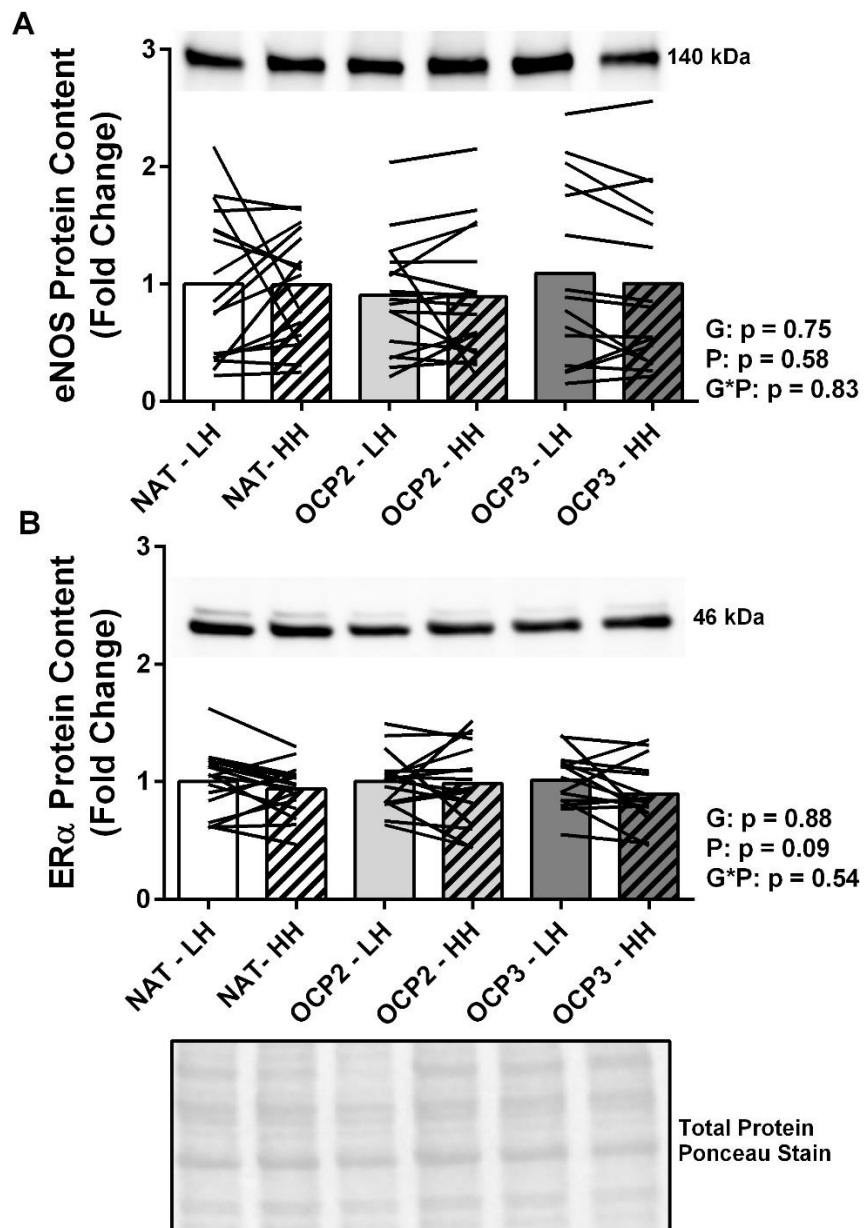 A
3
2
1
0
eNOS Protein Content
(Fold Change)
140 kDa
G: p = 0.75
P: p = 0.58
G*P: p = 0.83
NAT - LH
NAT- HH
OCP2 - LH
OCP2 - HH
OCP3 - LH
OCP3 - HH
B
3
2
1
0
ERα Protein Content
(Fold Change)
46 kDa
G: p = 0.88
P: p = 0.09
G*P: p = 0.54
NAT - LH
NAT- HH
OCP2 - LH
OCP2 - HH
OCP3 - LH
OCP3 - HH
Total Protein
Ponceau Stain